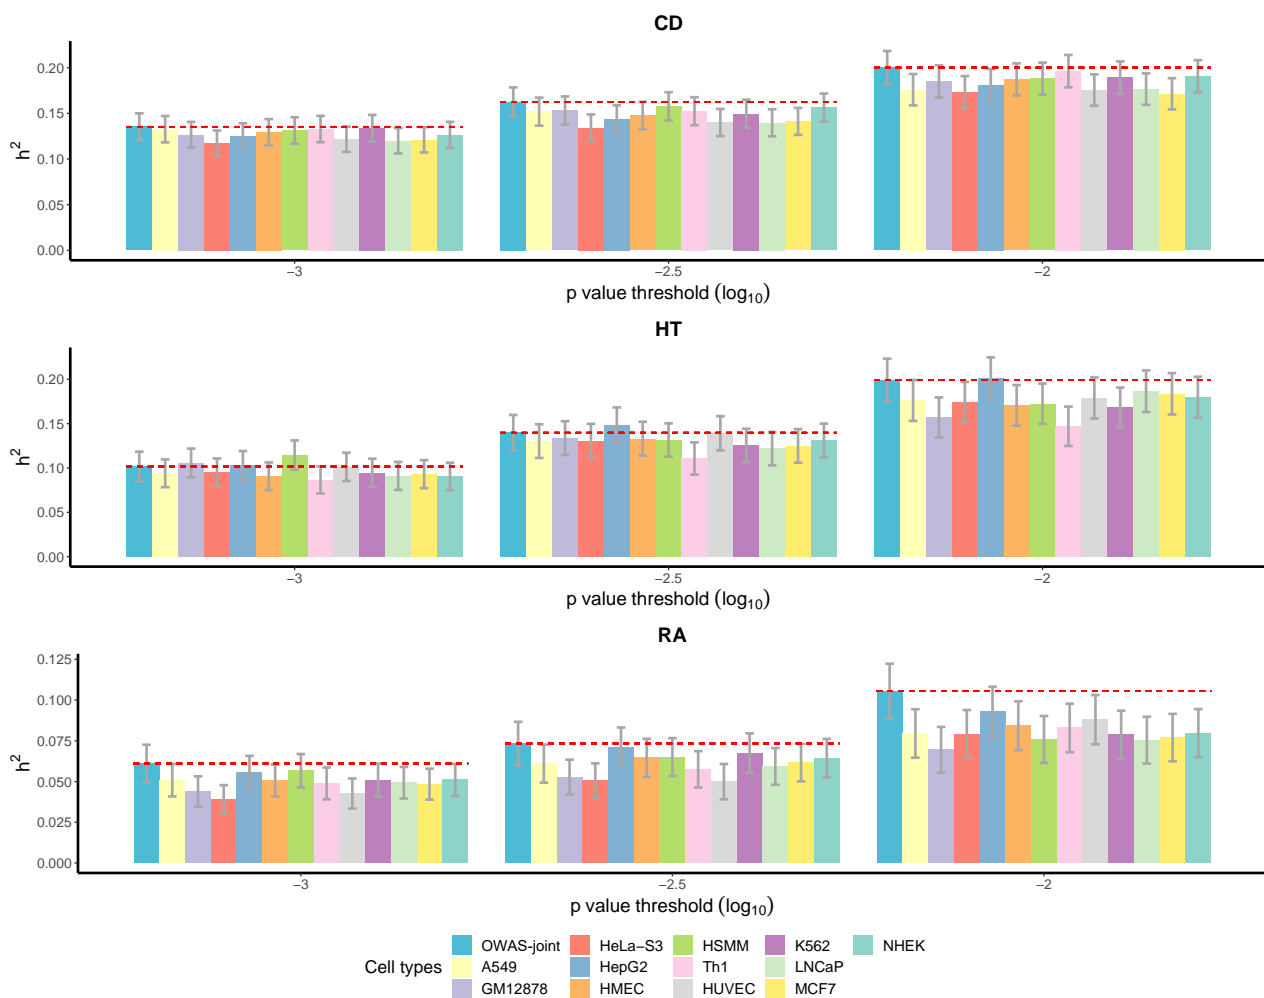 CD
h²
0.20
0.15
0.10
0.05
0.00
−3 −2.5 −2
p value threshold (log₁₀)
HT
h²
0.20
0.15
0.10
0.05
0.00
−3 −2.5 −2
p value threshold (log₁₀)
RA
h²
0.125
0.100
0.075
0.050
0.025
0.000
−3 −2.5 −2
p value threshold (log₁₀)
Cell types
OWAS−joint HeLa−S3 HSMM K562 NHEK
A549 HepG2 Th1 LNCaP
GM12878 HMEC HUVEC MCF7